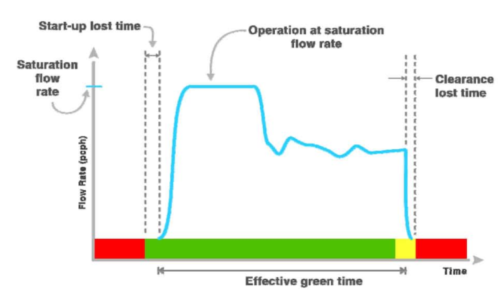 Start-up lost time
Operation at saturation
flow rate
Saturation
flow
rate
Clearance
lost time
Flow Rate (pcph)
Time
Effective green time